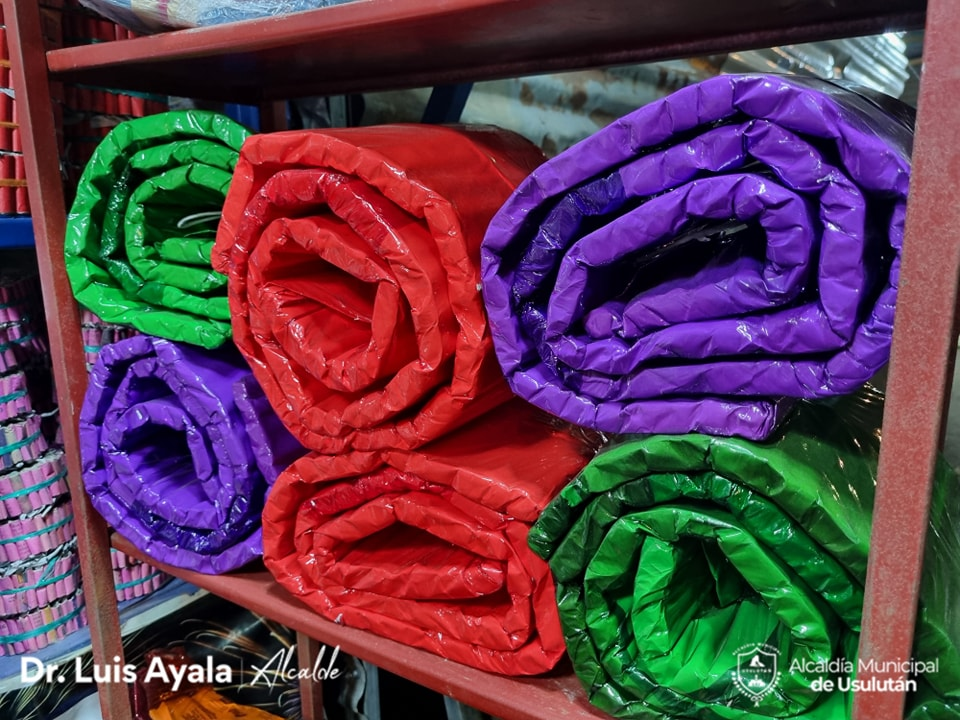 Dr. Luis Ayala | Alcalde
Alcaldía Municipal
de Usulután